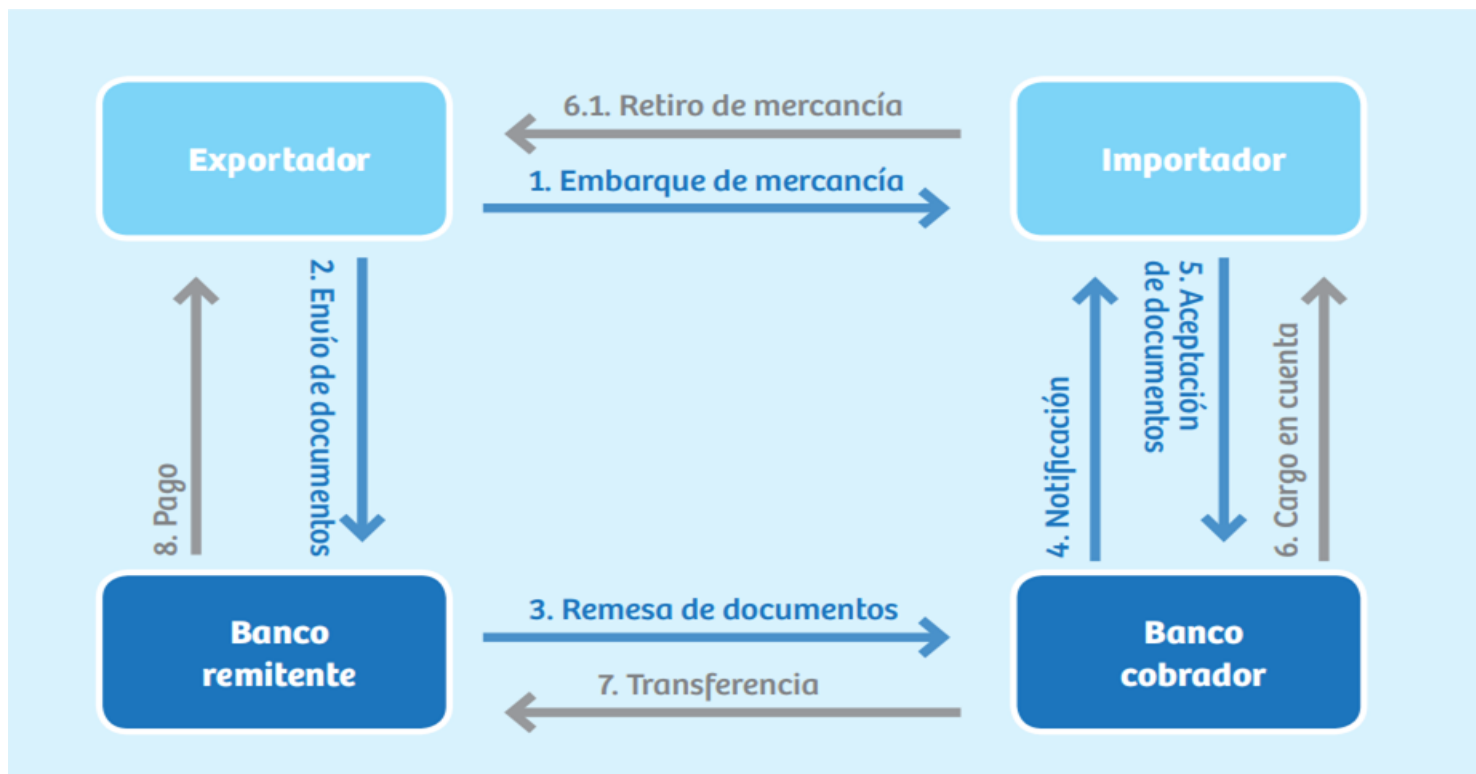 6.1. Retiro de mercancía
Exportador
Importador
1. Embarque de mercancía
2. Envío de documentos
8. Pago
4. Notificación
5. Aceptación
de documentos
6. Cargo en cuenta
3. Remesa de documentos
Banco
remitente
Banco
cobrador
7. Transferencia